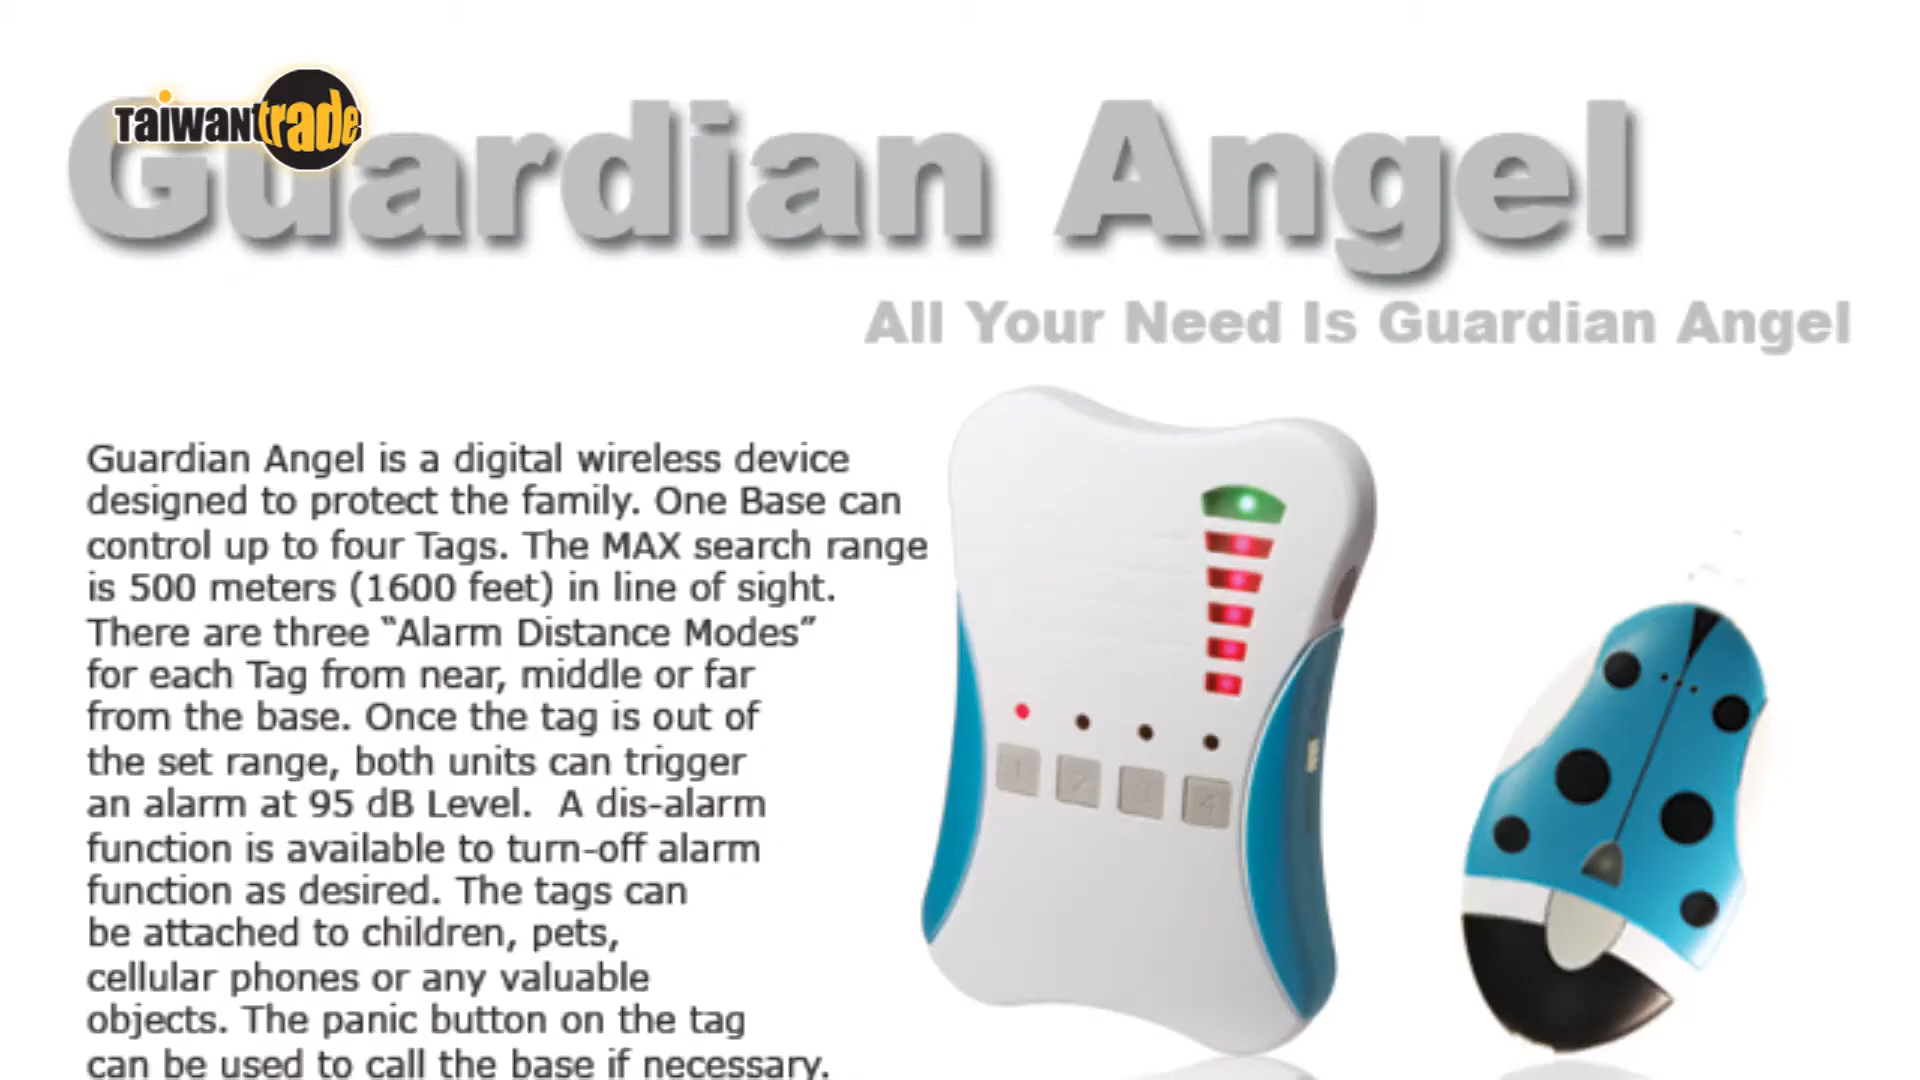 Taiwantrade
Guardian Angel
All Your Need Is Guardian Angel
Guardian Angel is a digital wireless device
designed to protect the family. One Base can
control up to four Tags. The MAX search range
is 500 meters (1600 feet) in line of sight.
There are three “Alarm Distance Modes”
for each Tag from near, middle or far
from the base. Once the tag is out of
the set range, both units can trigger
an alarm at 95 dB Level.  A dis-alarm
function is available to turn-off alarm
function as desired. The tags can
be attached to children, pets,
cellular phones or any valuable
objects. The panic button on the tag
can be used to call the base if necessary.
1 2 3 4